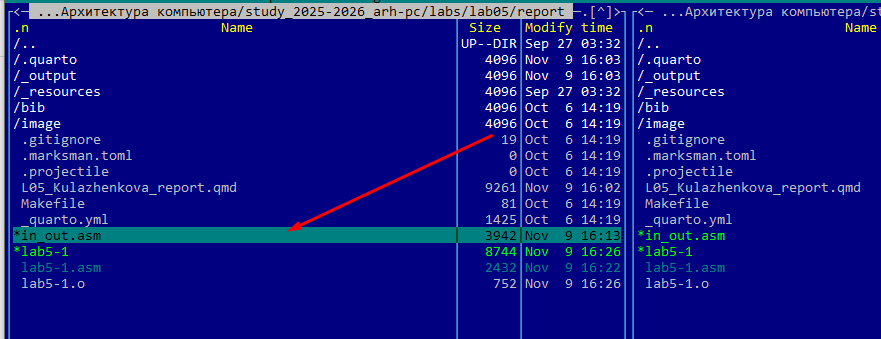 <─ ...Архитектура компьютера/study_2025-2026_arh-pc/labs/lab05/report ─.[^]>┐┌<─ ...Архитектура компьютера/st
.n Name Size Modify time .n Name
/.. UP--DIR Sep 27 03:32 /..
/.quarto 4096 Nov 9 16:03 /.quarto
/_output 4096 Nov 9 16:03 /_output
/_resources 4096 Sep 27 03:32 /_resources
/bib 4096 Oct 6 14:19 /bib
/image 4096 Oct 6 14:19 /image
.gitignore 19 Oct 6 14:19 .gitignore
.marksman.toml 0 Oct 6 14:19 .marksman.toml
.projectile 0 Oct 6 14:19 .projectile
L05_Kulazhenkova_report.qmd 9261 Nov 9 16:02 L05_Kulazhenkova_report.qmd
Makefile 81 Oct 6 14:19 Makefile
_quarto.yml 1425 Oct 6 14:19 _quarto.yml
*in_out.asm 3942 Nov 9 16:13 *in_out.asm
*lab5-1 8744 Nov 9 16:26 *lab5-1
lab5-1.asm 2432 Nov 9 16:22 lab5-1.asm
lab5-1.o 752 Nov 9 16:26 lab5-1.o